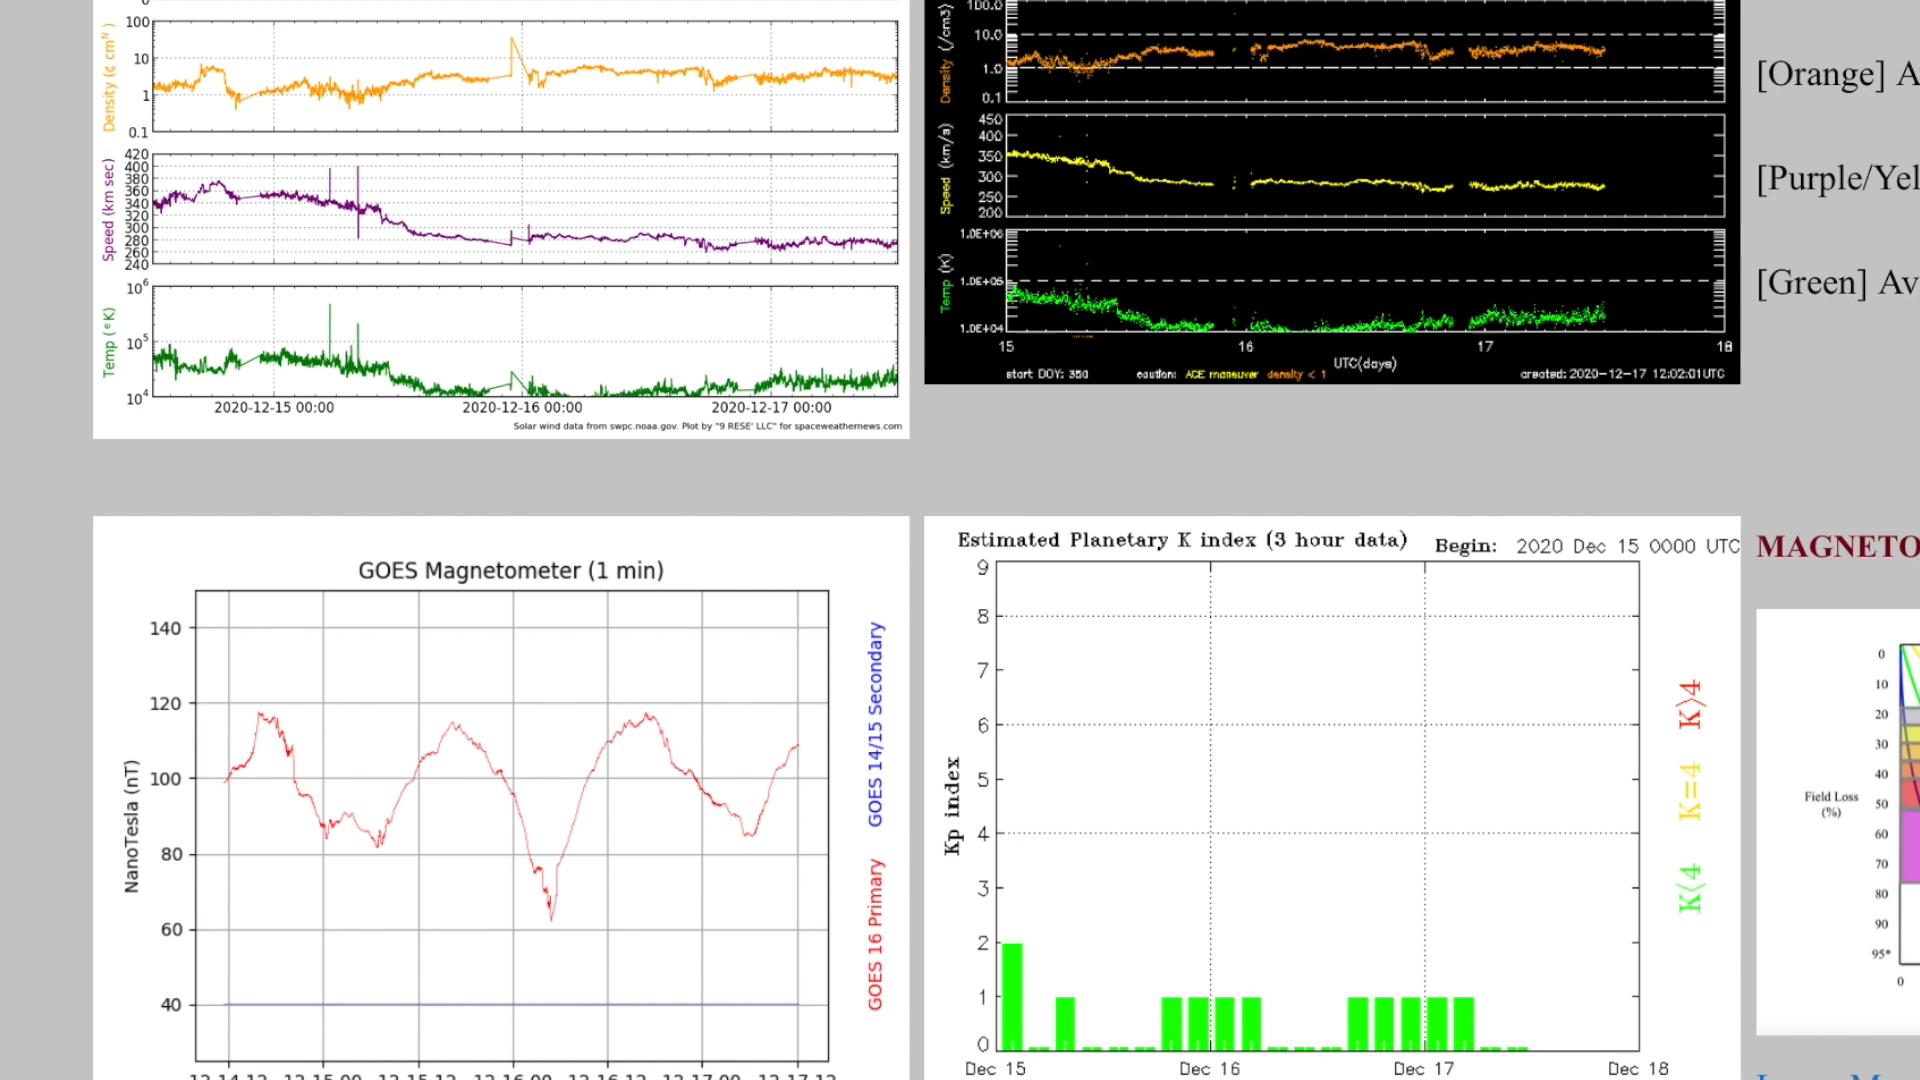 100
10
1
0.1
Density (¢ cmᴺ)
420
400
380
360
340
320
300
280
260
240
Speed (km sec)
10⁶
10⁵
10⁴
Temp (°K)
2020-12-15 00:00 2020-12-16 00:00 2020-12-17 00:00
Solar wind data from swpc.noaa.gov. Plot by "9 RESE' LLC" for spaceweathernews.com
100.0
10.0
1.0
0.1
Density (/cm3)
450
400
350
300
250
200
Speed (km/a)
1.0E+06
1.0E+05
1.0E+04
Temp (K)
15 16 17 18
UTC(days)
start DOY: 350 caution: ACE maneuver density < 1 created: 2020-12-17 12:02:01UTC
[Orange] A
[Purple/Yel
[Green] Av
GOES Magnetometer (1 min)
140
120
100
80
60
40
NanoTesla (nT)
GOES 14/15 Secondary
GOES 16 Primary
Estimated Planetary K index (3 hour data) Begin: 2020 Dec 15 0000 UTC
9
8
7
6
5
4
3
2
1
0
Kp index
K>4
K=4
K<4
Dec 15 Dec 16 Dec 17 Dec 18
MAGNETO
0
10
20
30
40
50
60
70
80
90
95*
0
Field Loss
(%)